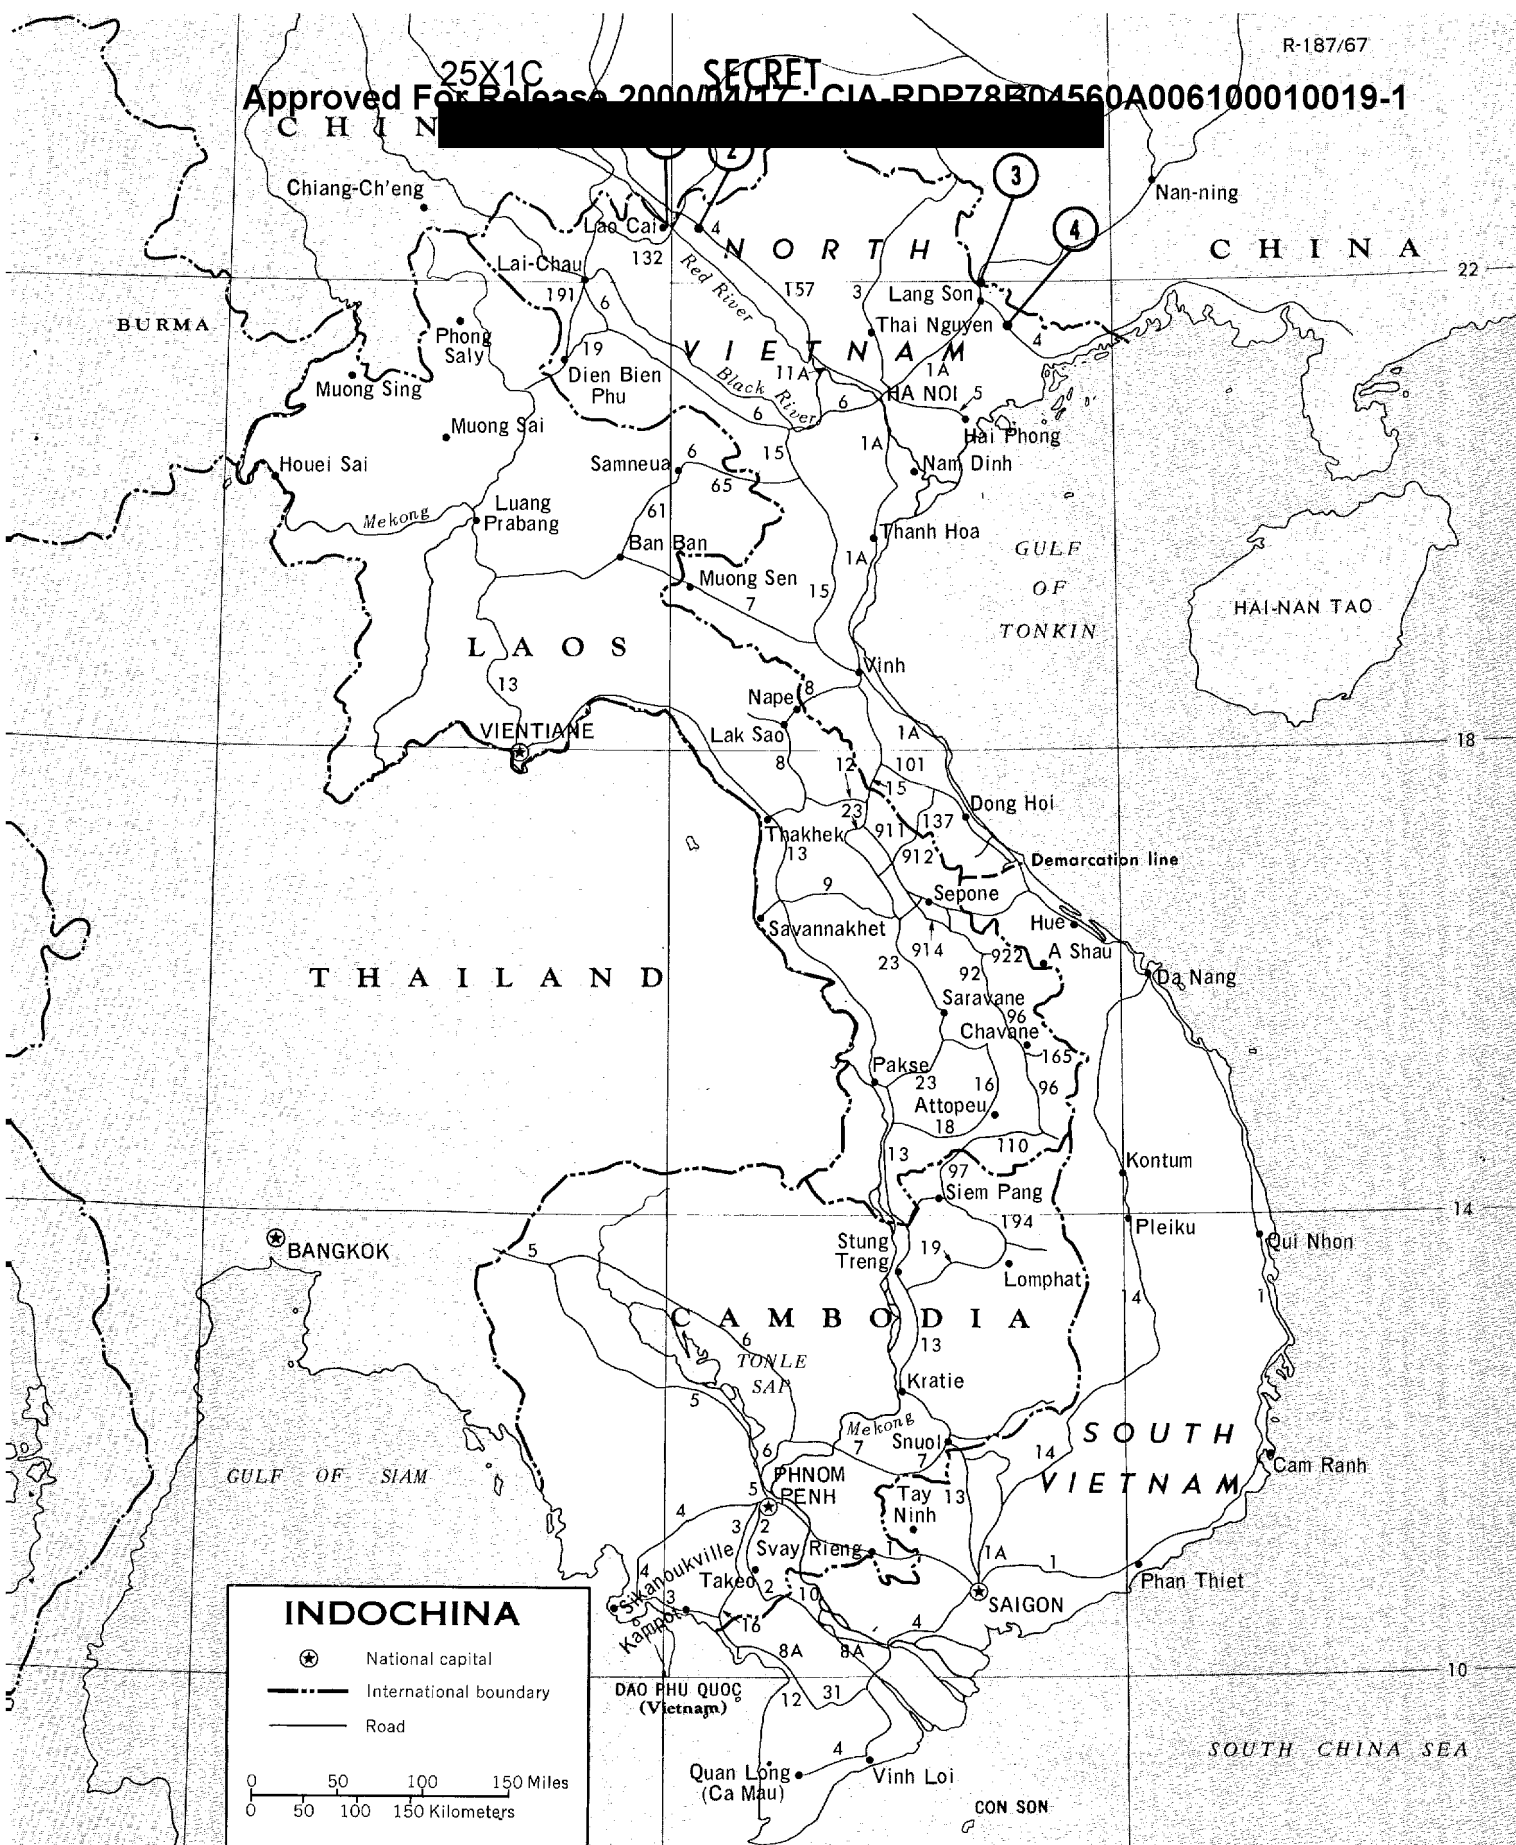 R-187/67
25X1C
SECRET
Approved For Release 2000/04/17 : CIA-RDP78B04560A006100010019-1
C H I N
2
3
4
Chiang-Ch'eng
Nan-ning
Lao Cai
4
N O R T H
C H I N A
132
Red River
Lai-Chau
22
191
6
157
3
Lang Son
BURMA
Phong
Saly
Thai Nguyen
4
19
V I E T N A M
Muong Sing
Dien Bien
Phu
Black River
11A
1A
6
6
HA NOI
5
Muong Sai
15
1A
Hai Phong
Houei Sai
Samneua
6
65
Nam Dinh
Mekong
Luang
Prabang
61
Thanh Hoa
GULF
OF
TONKIN
Ban Ban
1A
Muong Sen
7
15
HAI-NAN TAO
L A O S
Vinh
13
Nape
8
VIENTIANE
Lak Sao
1A
18
8
12
101
15
Dong Hoi
23
137
Thakhek
911
13
912
Demarcation line
9
Sepone
Savannakhet
Hue
914
922
A Shau
23
92
T H A I L A N D
Da Nang
Saravane
96
Chavane
165
Pakse
23
16
96
Attopeu
18
110
13
97
Kontum
Siem Pang
194
14
Pleiku
BANGKOK
5
Stung
Treng
19
Qui Nhon
Lomphat
14
1
C A M B O D I A
6
13
TONLE
SAP
5
Kratie
Mekong
S O U T H
6
7
Snuol
7
14
GULF OF SIAM
Cam Ranh
PHNOM
PENH
5
V I E T N A M
Tay
Ninh
13
4
3
2
Svay Rieng
1
1A
1
4
Sikanoukville
Takeo
Phan Thiet
2
10
SAIGON
3
Kampot
16
4
8A
8A
10
DAO PHU QUOC
(Vietnam)
12
31
SOUTH CHINA SEA
4
Quan Long
(Ca Mau)
Vinh Loi
CON SON
INDOCHINA
National capital
International boundary
Road
0 50 100 150 Miles
0 50 100 150 Kilometers